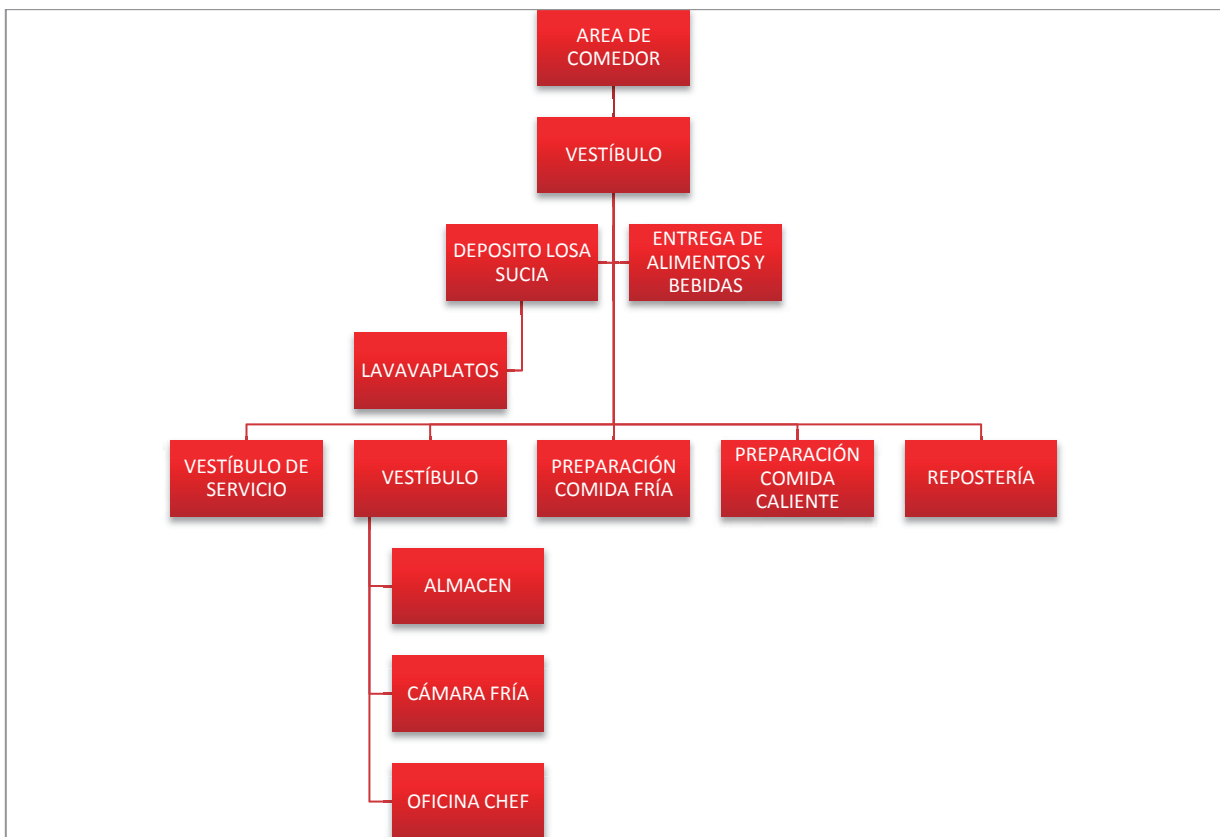 AREA DE
COMEDOR
VESTÍBULO
DEPOSITO LOSA
SUCIA
ENTREGA DE
ALIMENTOS Y
BEBIDAS
LAVAVAPLATOS
VESTÍBULO DE
SERVICIO
VESTÍBULO
PREPARACIÓN
COMIDA FRÍA
PREPARACIÓN
COMIDA
CALIENTE
REPOSTERÍA
ALMACEN
CÁMARA FRÍA
OFICINA CHEF